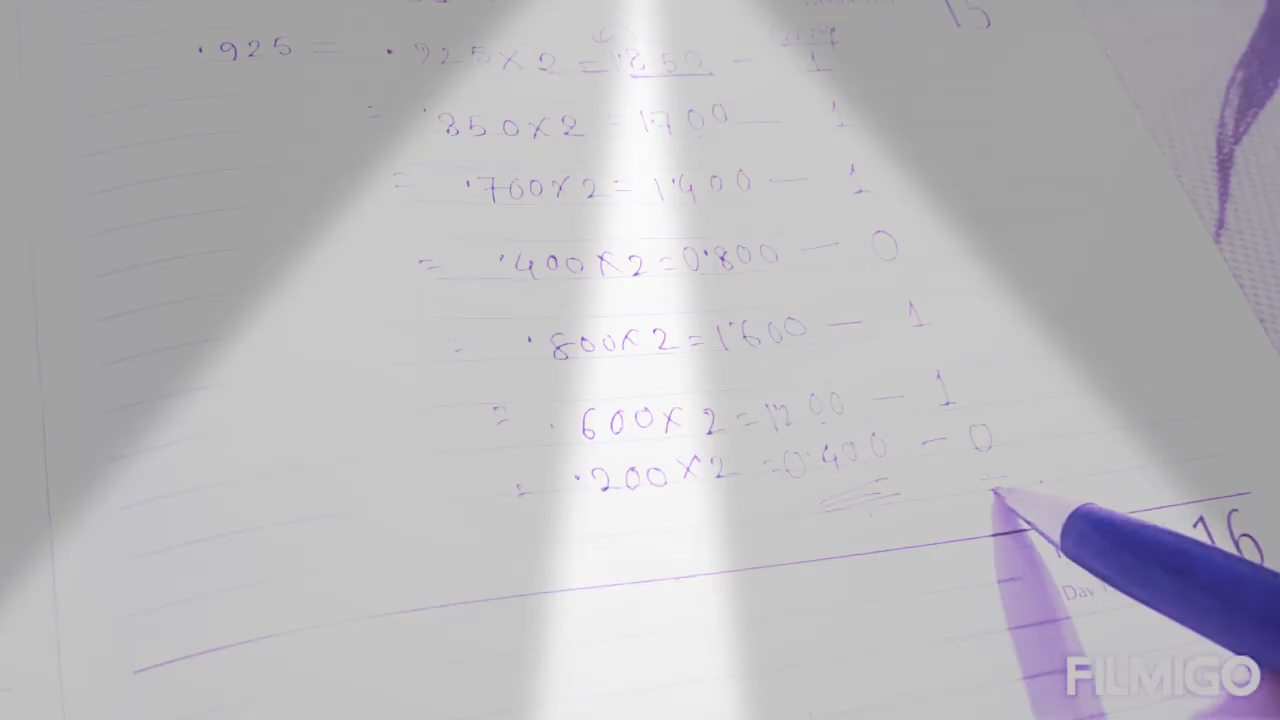 15
.925 = .925×2 = 1.850 — 1
= .850×2 = 1.700 — 1
= .700×2 = 1.400 — 1
= .400×2 = 0.800 — 0
= .800×2 = 1.600 — 1
= .600×2 = 1.200 — 1
= .200×2 = 0.400 — 0
16
Day
FILMIGO